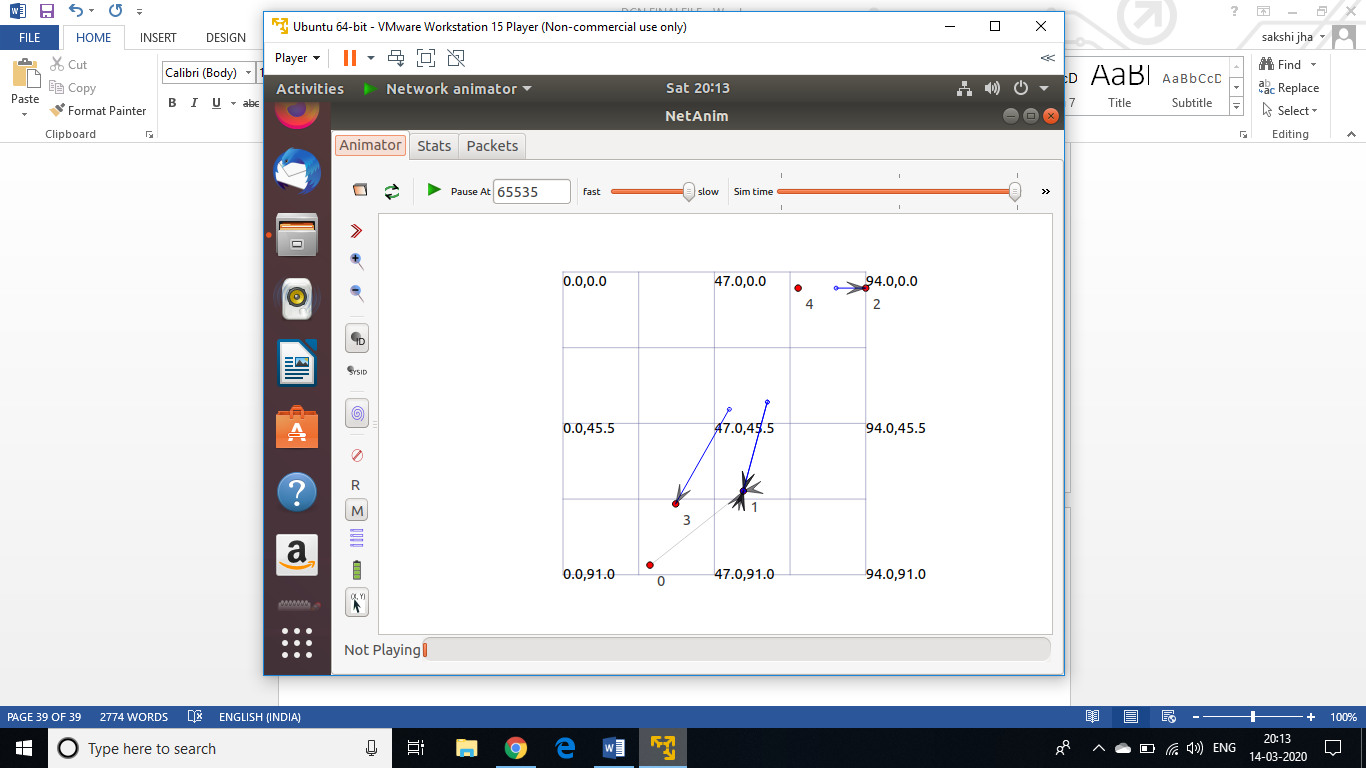 Ubuntu 64-bit - VMware Workstation 15 Player (Non-commercial use only)
FILE HOME INSERT DESIGN
sakshi jha
Player
Cut
Copy
Format Painter
Paste
Clipboard
Calibri (Body)
B I U abc
AaBl AaBbCcD
7 Title Subtitle
Find
Replace
Select
Editing
Activities Network animator Sat 20:13
NetAnim
Animator Stats Packets
Pause At 65535 fast slow Sim time
ID
SYSID
R
M
(X, Y)
0.0,0.0 47.0,0.0 94.0,0.0
4 2
0.0,45.5 47.0,45.5 94.0,45.5
3 1
0.0,91.0 47.0,91.0 94.0,91.0
0
Not Playing
PAGE 39 OF 39 2774 WORDS ENGLISH (INDIA) 100%
Type here to search
ENG
20:13
14-03-2020